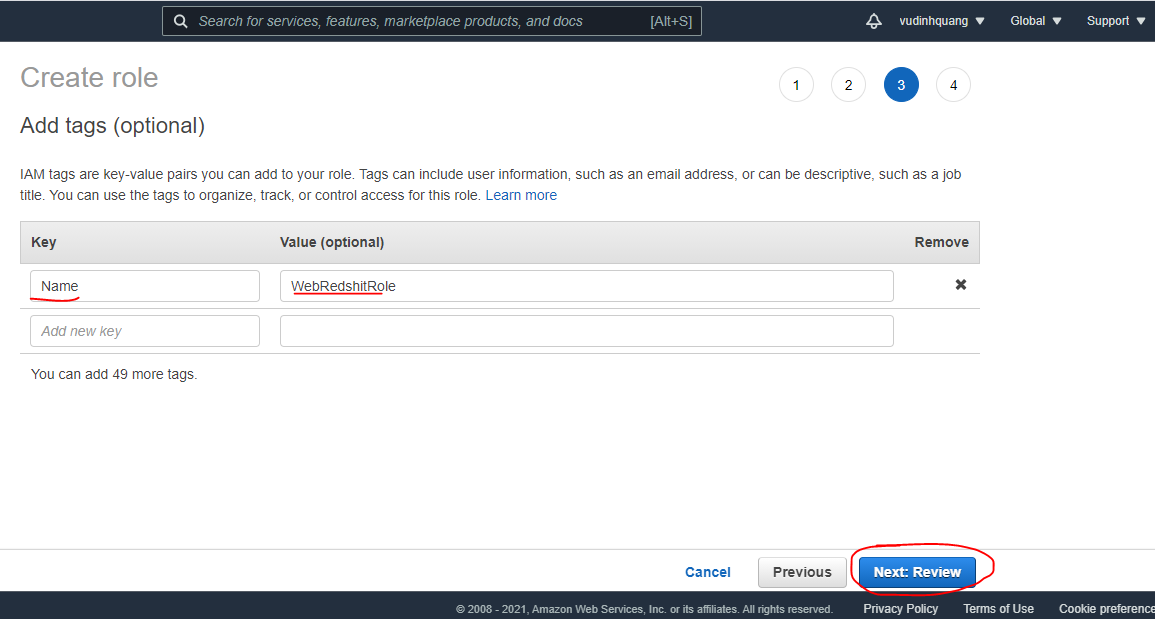 Search for services, features, marketplace products, and docs [Alt+S] vudinhquang Global Support
Create role
1 2 3 4
Add tags (optional)
IAM tags are key-value pairs you can add to your role. Tags can include user information, such as an email address, or can be descriptive, such as a job
title. You can use the tags to organize, track, or control access for this role. Learn more
Key Value (optional) Remove
Name WebRedshitRole
Add new key
You can add 49 more tags.
Cancel Previous Next: Review
© 2008 - 2021, Amazon Web Services, Inc. or its affiliates. All rights reserved. Privacy Policy Terms of Use Cookie preference